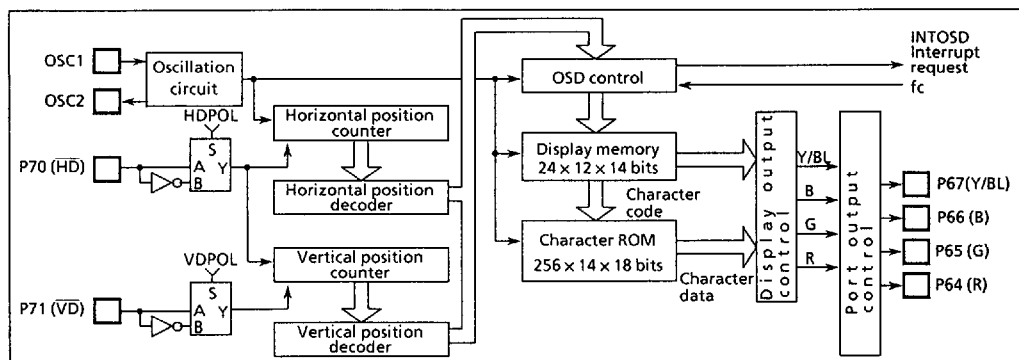 OSC1
OSC2
Oscillation
circuit
INTOSD
Interrupt
request
fc
OSD control
HDPOL
S
A
Y
B
P70 (H̅D̅)
Horizontal position
counter
Horizontal position
decoder
Display memory
24 × 12 × 14 bits
Character
code
Character ROM
256 × 14 × 18 bits
Character
data
Display output
control
Y/BL
B
G
R
Port output
control
P67(Y/BL)
P66 (B)
P65 (G)
P64 (R)
VDPOL
S
A
Y
B
P71 (V̅D̅)
Vertical position
counter
Vertical position
decoder